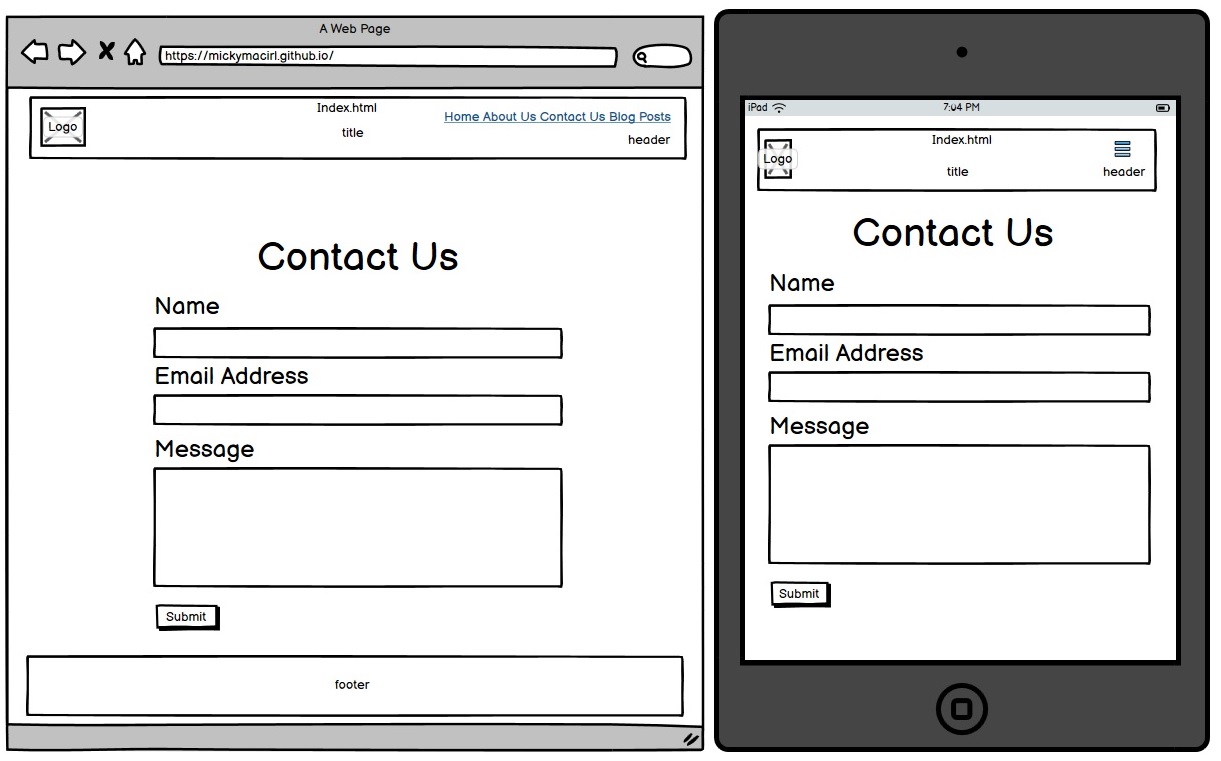 A Web Page
https://mickymacirl.github.io/
Logo
Index.html
title
Home About Us Contact Us Blog Posts
header
Contact Us
Name
Email Address
Message
Submit
footer
iPad
7:04 PM
Logo
Index.html
title
header
Contact Us
Name
Email Address
Message
Submit